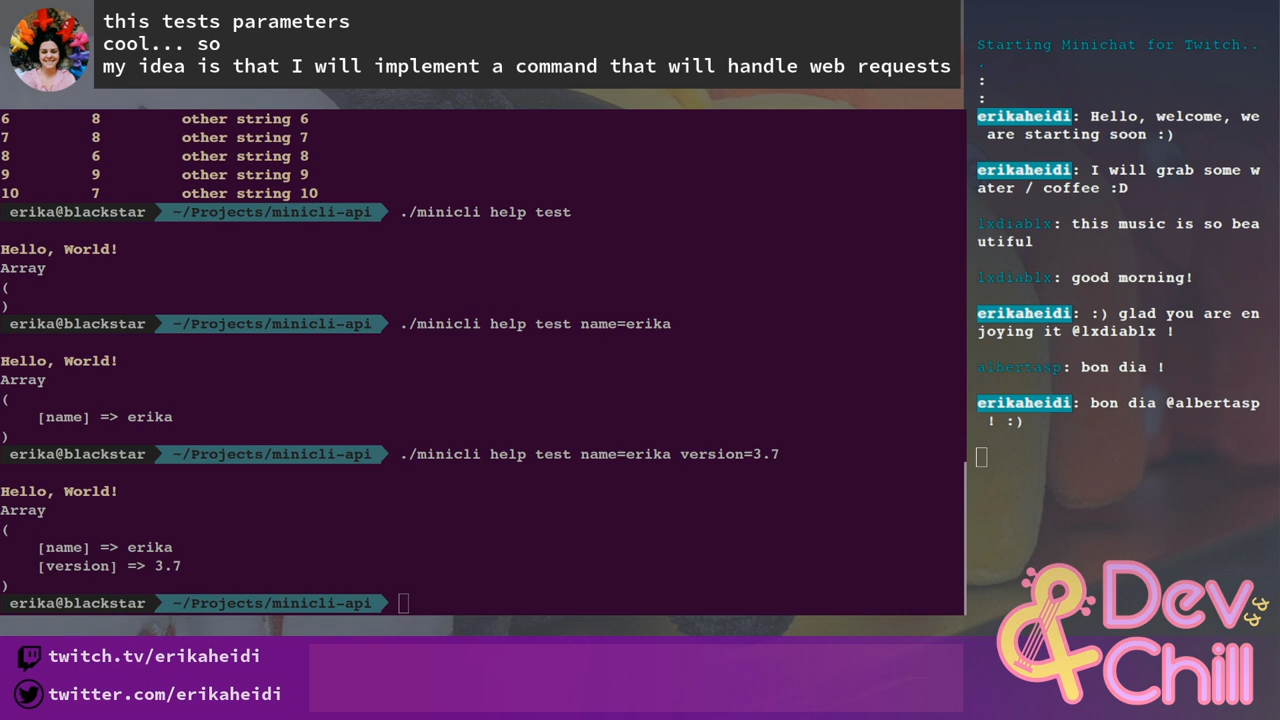 this tests parameters
cool... so
my idea is that I will implement a command that will handle web requests
6 8 other string 6
7 8 other string 7
8 6 other string 8
9 9 other string 9
10 7 other string 10
erika@blackstar ~/Projects/minicli-api ./minicli help test
Hello, World!
Array
(
)
erika@blackstar ~/Projects/minicli-api ./minicli help test name=erika
Hello, World!
Array
(
[name] => erika
)
erika@blackstar ~/Projects/minicli-api ./minicli help test name=erika version=3.7
Hello, World!
Array
(
[name] => erika
[version] => 3.7
)
erika@blackstar ~/Projects/minicli-api
Starting Minichat for Twitch..
.
:
:
erikaheidi: Hello, welcome, we
are starting soon :)
erikaheidi: I will grab some w
ater / coffee :D
lxdiablx: this music is so bea
utiful
lxdiablx: good morning!
erikaheidi: :) glad you are en
joying it @lxdiablx !
albertasp: bon dia !
erikaheidi: bon dia @albertasp
! :)
twitch.tv/erikaheidi
twitter.com/erikaheidi
& Dev &&
Chill